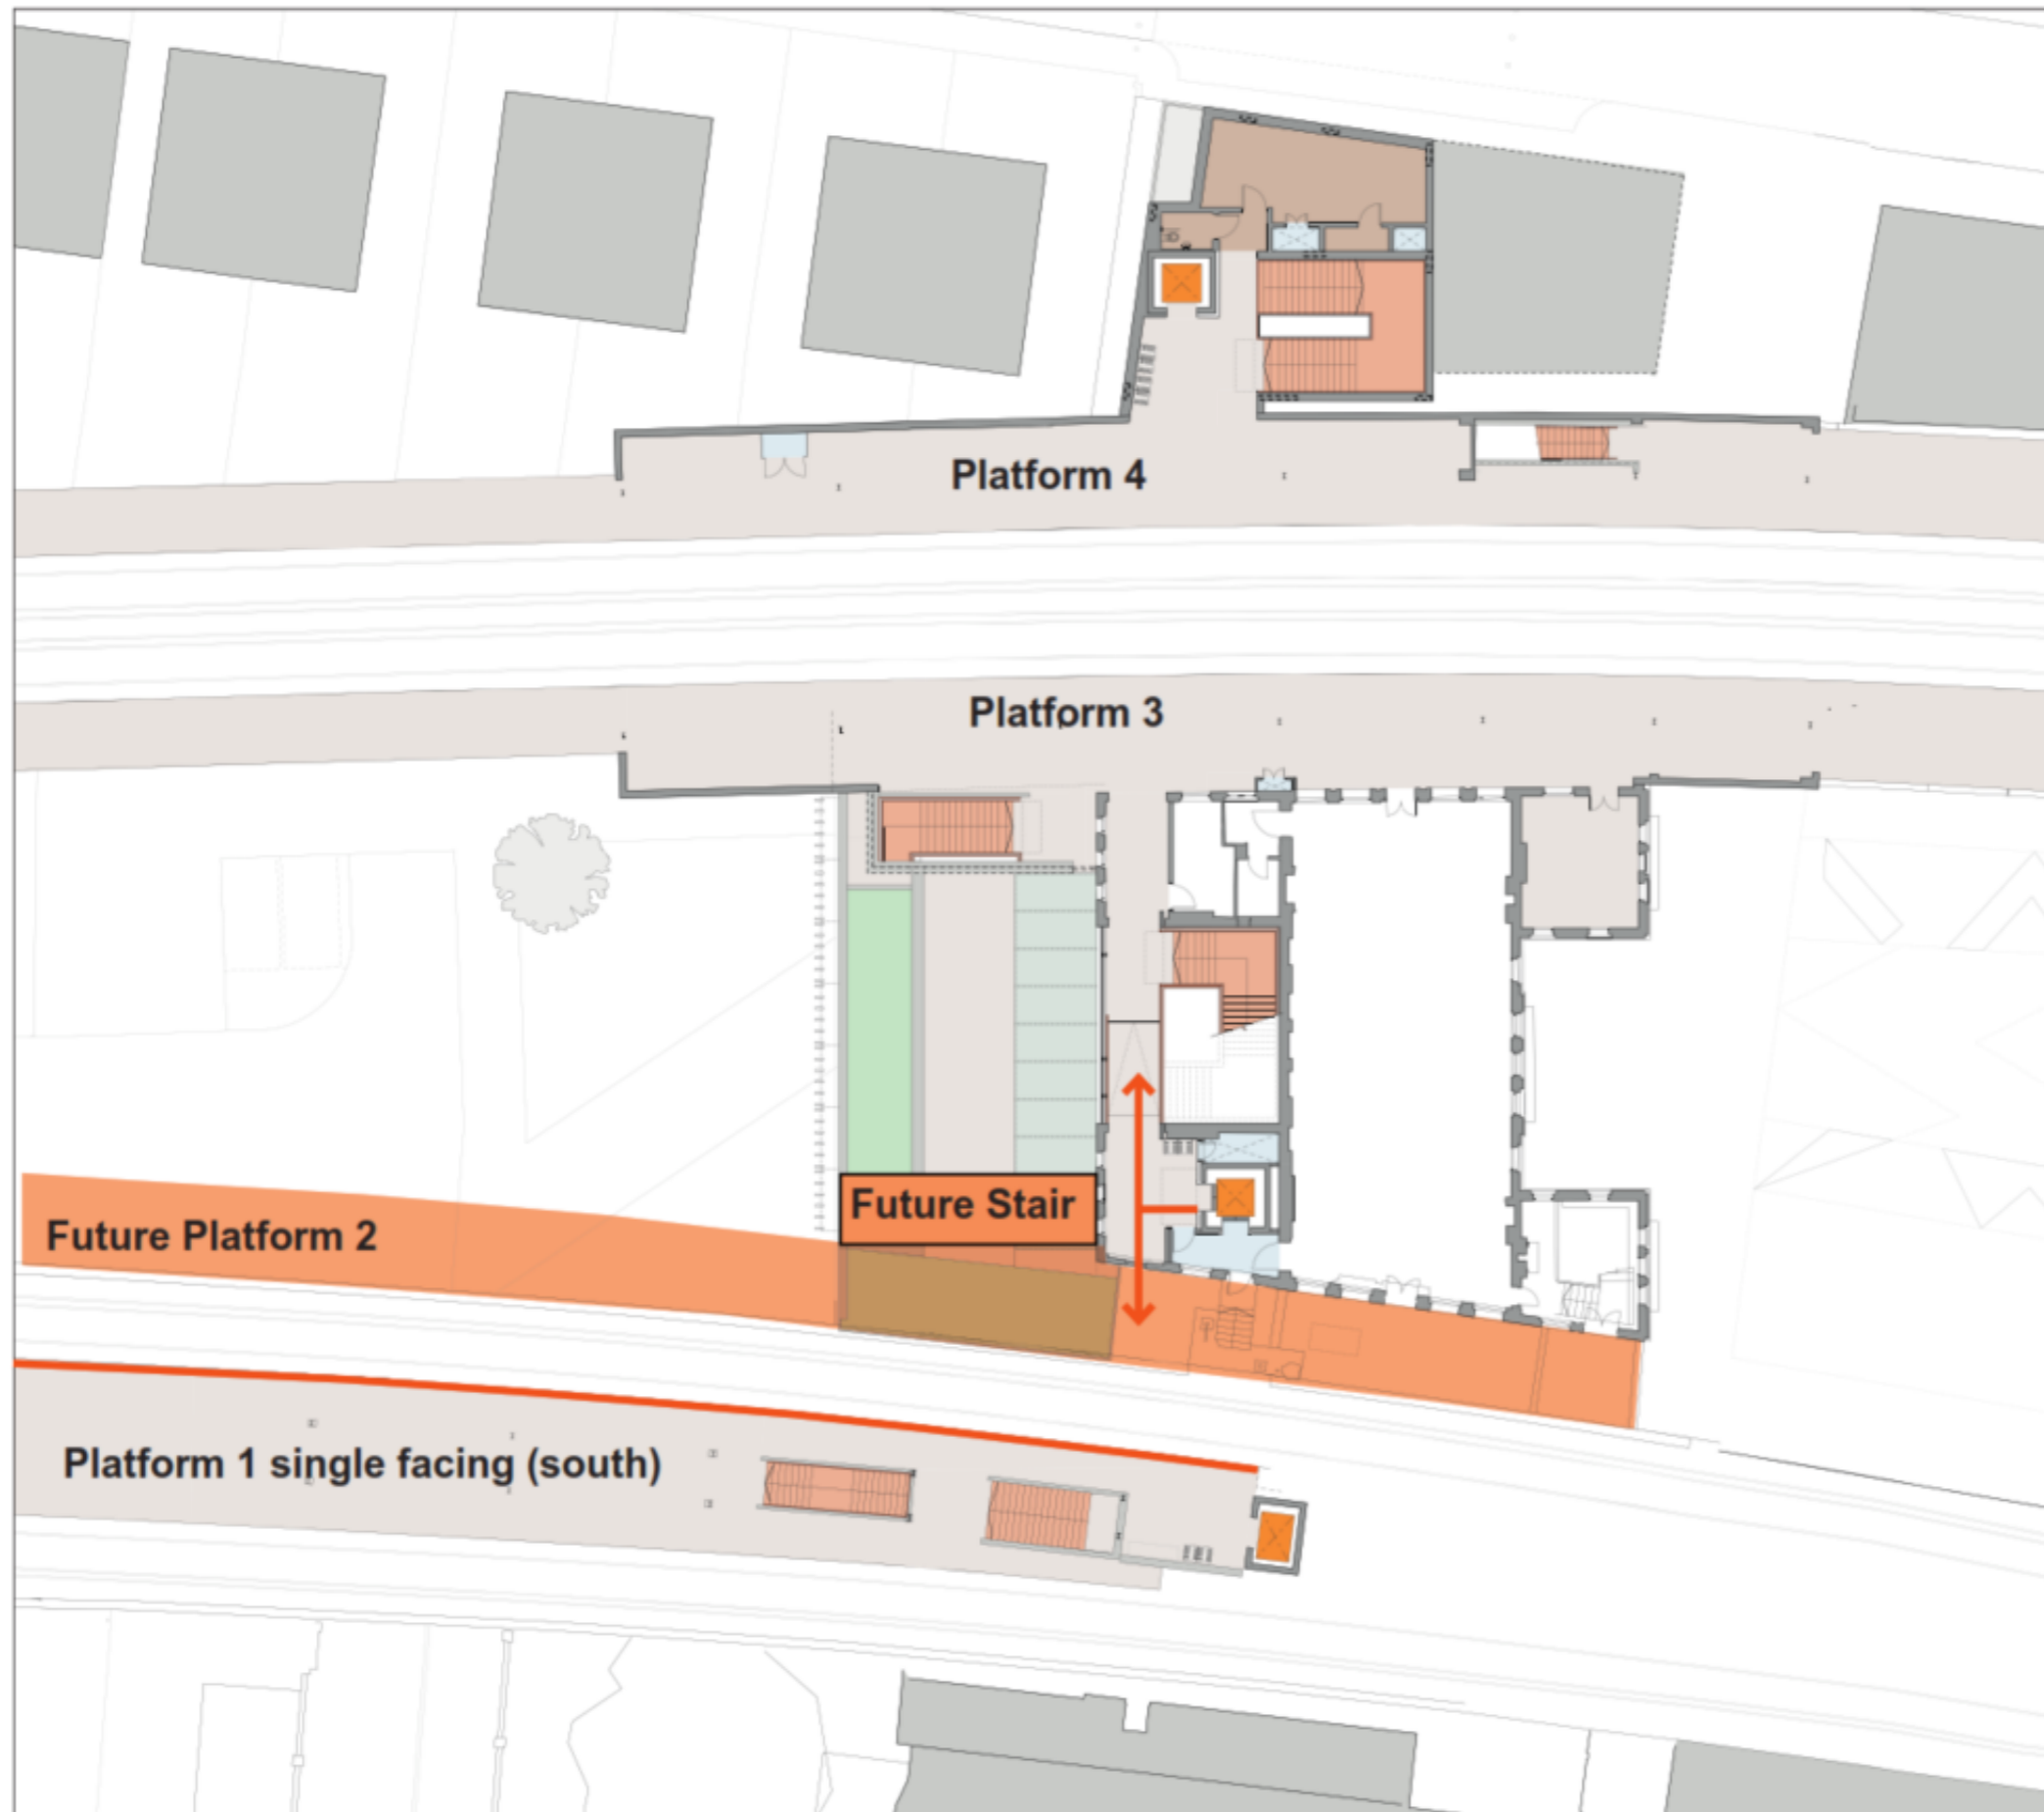 Platform 4
Platform 3
Future Stair
Future Platform 2
Platform 1 single facing (south)